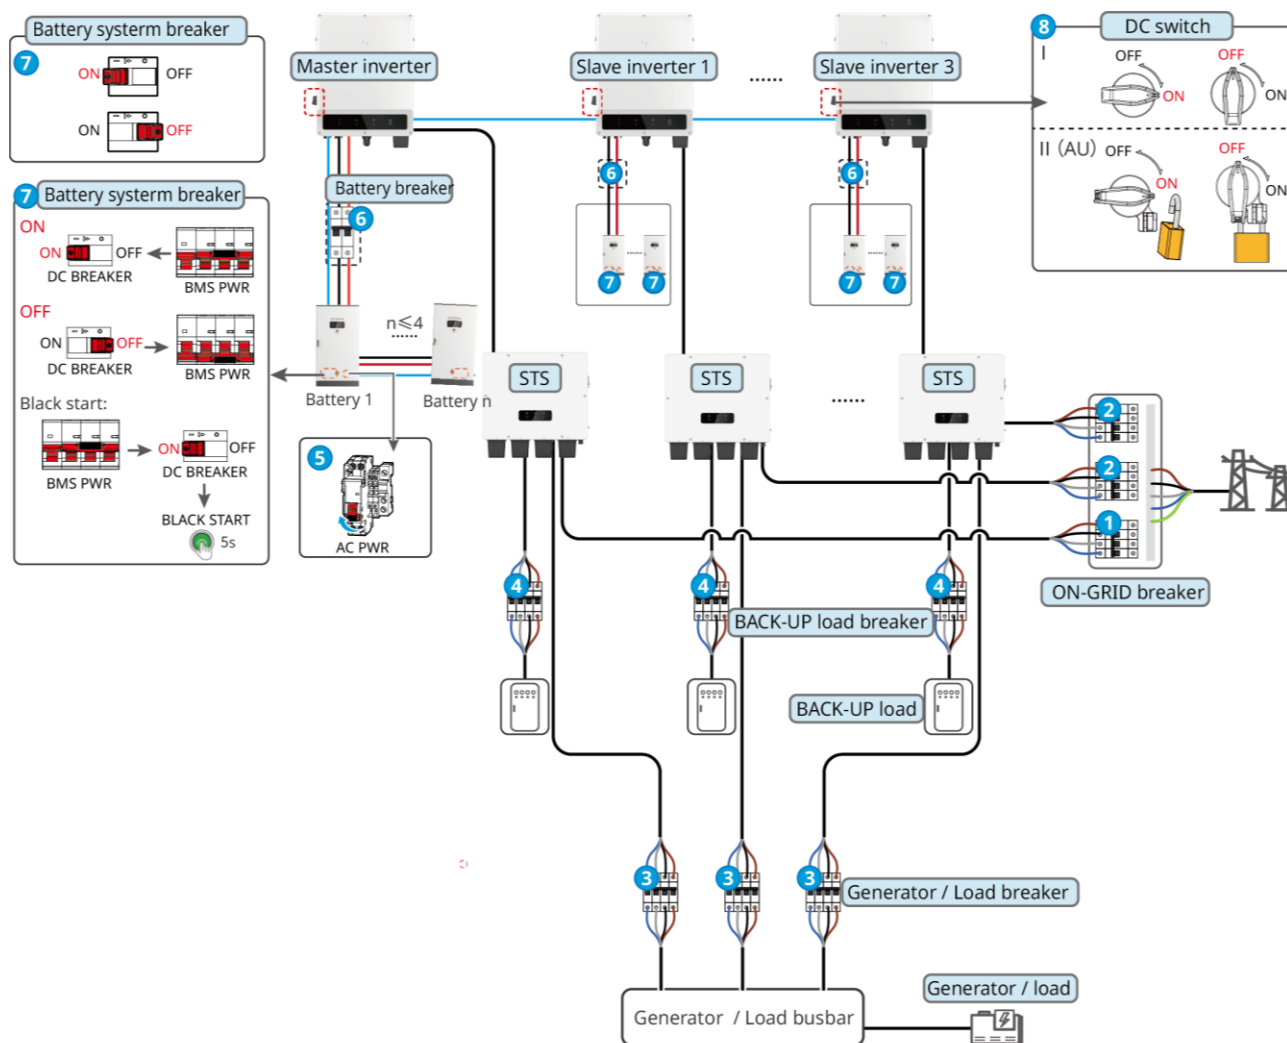 Battery systerm breaker
7
ON
OFF
ON
OFF
Master inverter
Slave inverter 1
......
Slave inverter 3
8
DC switch
I
OFF
ON
OFF
ON
II (AU)
OFF
ON
OFF
ON
7
Battery systerm breaker
ON
ON
OFF
DC BREAKER
BMS PWR
OFF
ON
OFF
DC BREAKER
BMS PWR
Black start:
BMS PWR
ON
OFF
DC BREAKER
BLACK START
5s
Battery breaker
6
6
6
7
7
7
7
n≤4
......
Battery 1
Battery n
5
AC PWR
STS
STS
......
STS
2
2
1
ON-GRID breaker
4
4
4
BACK-UP load breaker
BACK-UP load
3
3
3
Generator / Load breaker
Generator / Load busbar
Generator / load